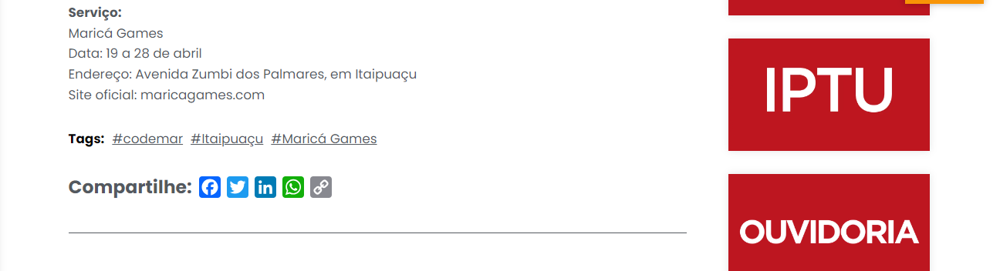 Serviço:
Maricá Games
Data: 19 a 28 de abril
Endereço: Avenida Zumbi dos Palmares, em Itaipuaçu
Site oficial: maricagames.com
Tags: #codemar #Itaipuaçu #Maricá Games
Compartilhe:
IPTU
OUVIDORIA